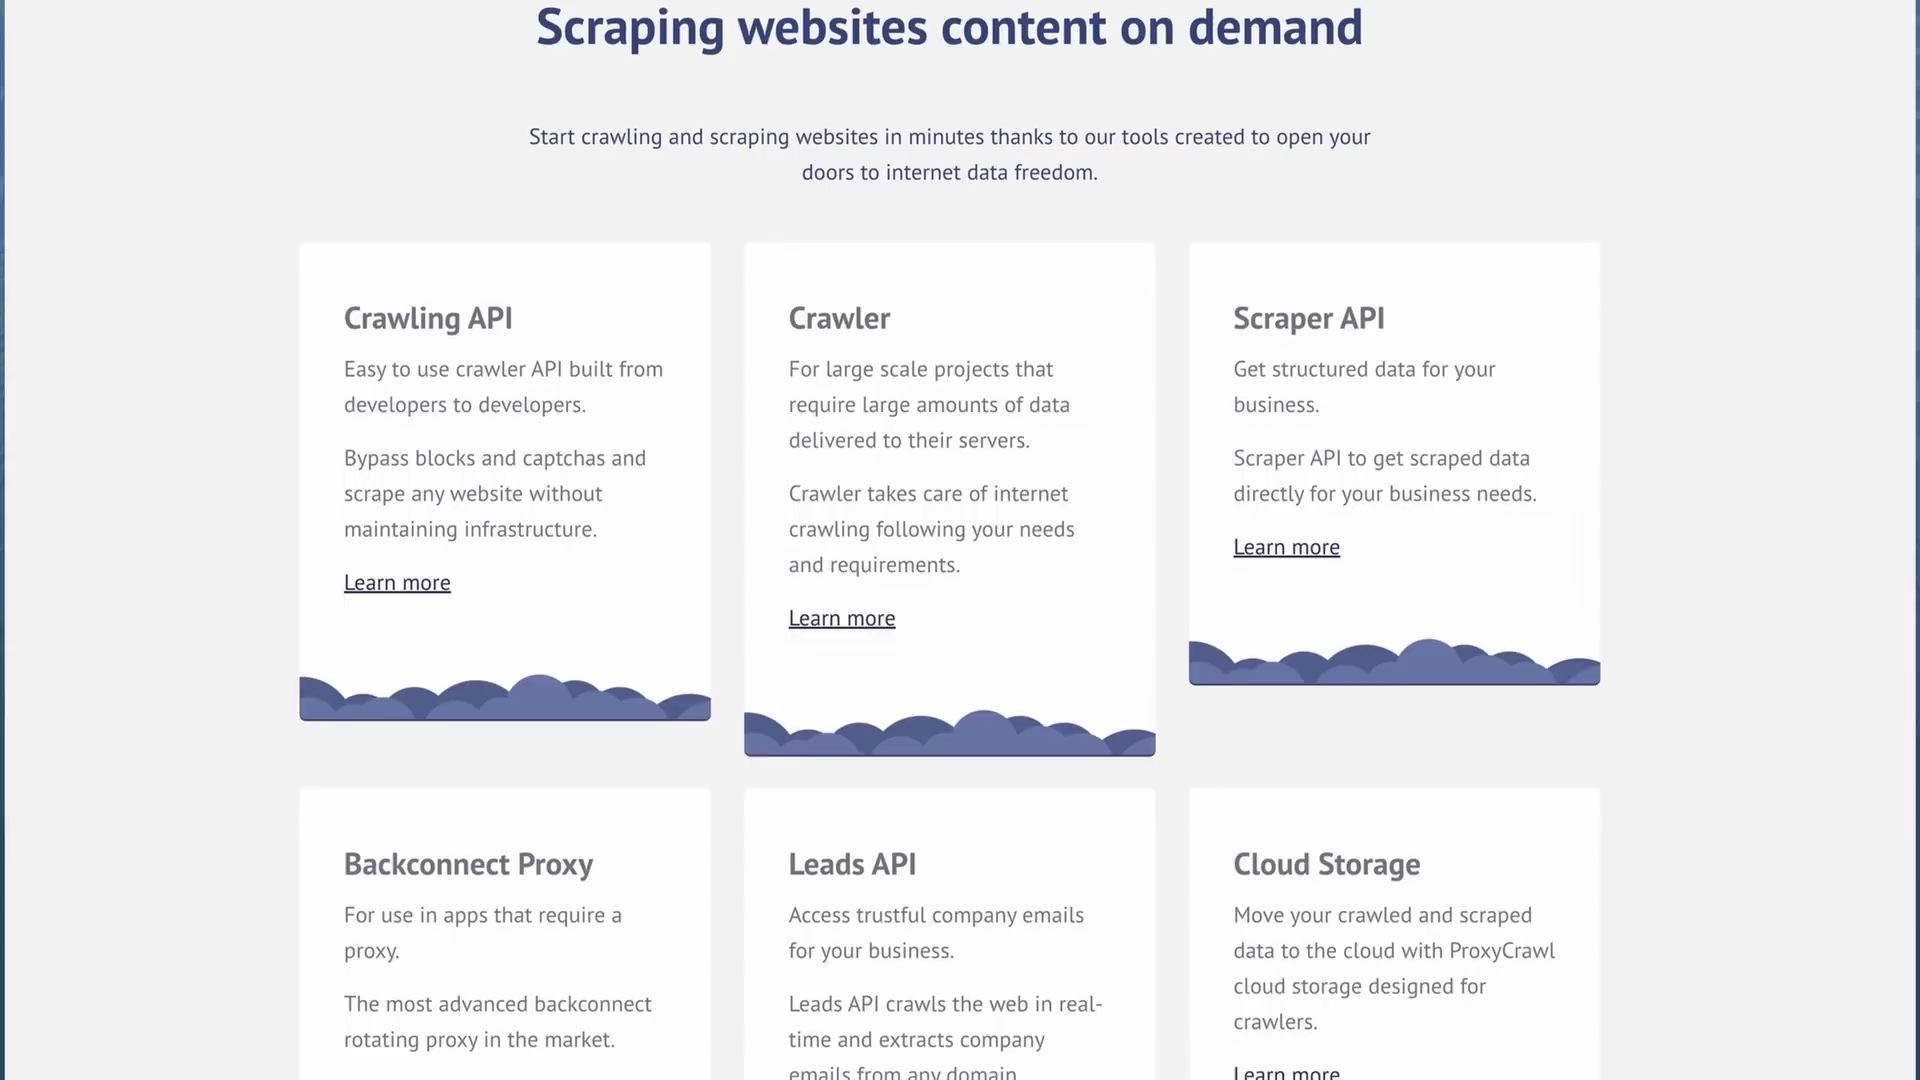 Scraping websites content on demand
Start crawling and scraping websites in minutes thanks to our tools created to open your
doors to internet data freedom.
Crawling API
Easy to use crawler API built from
developers to developers.
Bypass blocks and captchas and
scrape any website without
maintaining infrastructure.
Learn more
Crawler
For large scale projects that
require large amounts of data
delivered to their servers.
Crawler takes care of internet
crawling following your needs
and requirements.
Learn more
Scraper API
Get structured data for your
business.
Scraper API to get scraped data
directly for your business needs.
Learn more
Backconnect Proxy
For use in apps that require a
proxy.
The most advanced backconnect
rotating proxy in the market.
Leads API
Access trustful company emails
for your business.
Leads API crawls the web in real-
time and extracts company
emails from any domain
Cloud Storage
Move your crawled and scraped
data to the cloud with ProxyCrawl
cloud storage designed for
crawlers.
Learn more